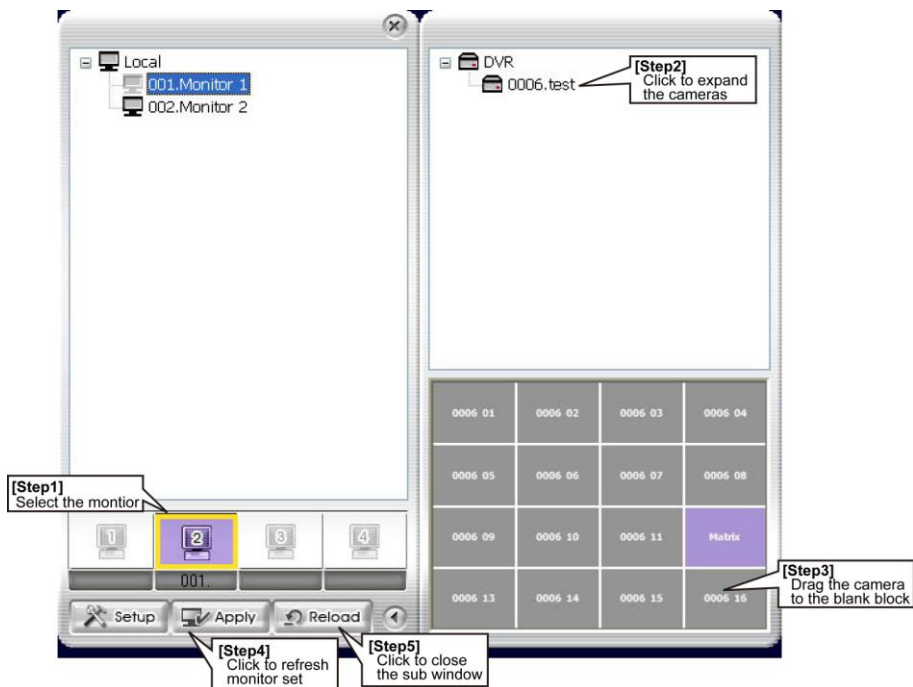 Local
001.Monitor 1
002.Monitor 2
DVR
0006.test
[Step2]
Click to expand
the cameras
[Step1]
Select the montior
1
2
3
4
001.
Setup
Apply
Reload
0006 01
0006 02
0006 03
0006 04
0006 05
0006 06
0006 07
0006 08
0006 09
0006 10
0006 11
Matrix
0006 13
0006 14
0006 15
0006 16
[Step3]
Drag the camera
to the blank block
[Step4]
Click to refresh
monitor set
[Step5]
Click to close
the sub window